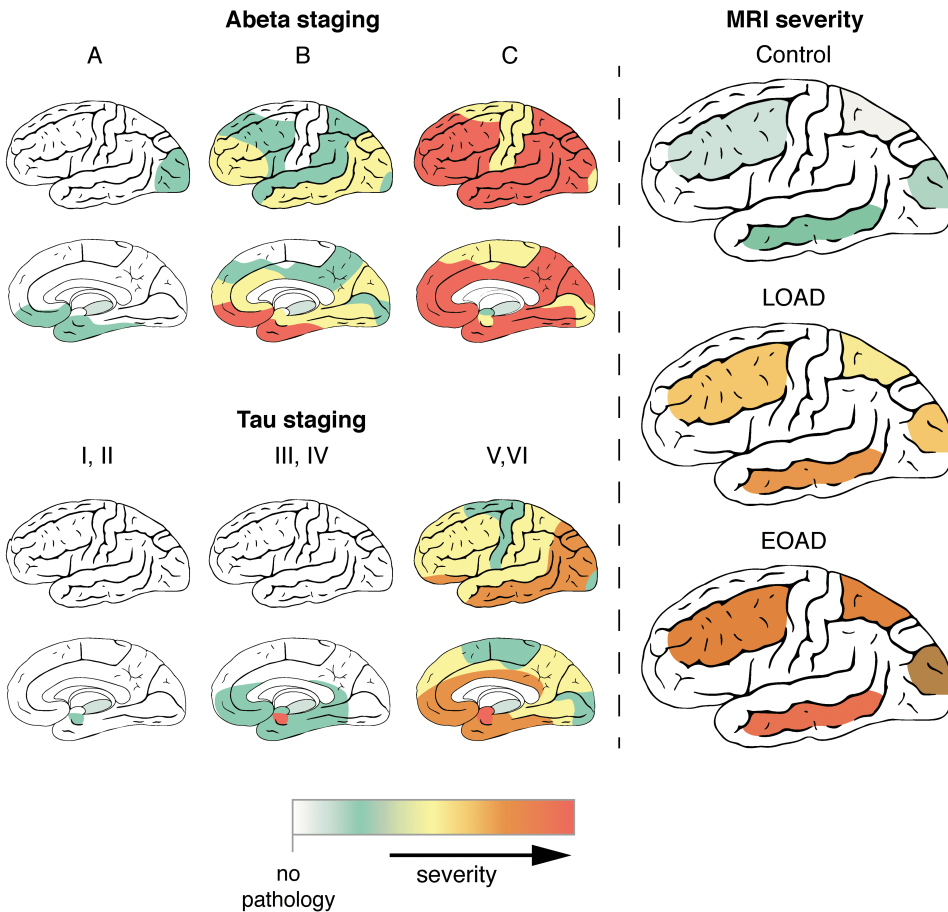 Abeta staging
A
B
C
Tau staging
I, II
III, IV
V,VI
MRI severity
Control
LOAD
EOAD
no
pathology
severity